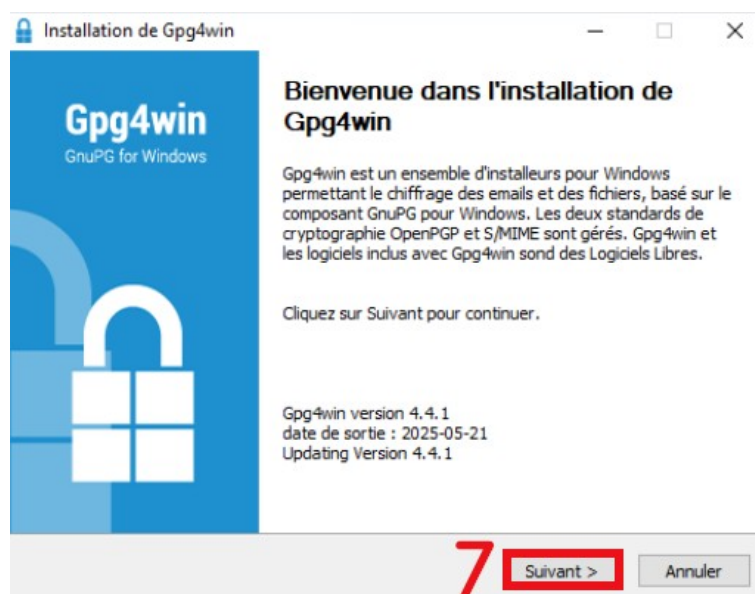 Installation de Gpg4win
Gpg4win
GnuPG for Windows
Bienvenue dans l'installation de
Gpg4win
Gpg4win est un ensemble d'installeurs pour Windows
permettant le chiffrage des emails et des fichiers, basé sur le
composant GnuPG pour Windows. Les deux standards de
cryptographie OpenPGP et S/MIME sont gérés. Gpg4win et
les logiciels inclus avec Gpg4win sond des Logiciels Libres.
Cliquez sur Suivant pour continuer.
Gpg4win version 4.4.1
date de sortie : 2025-05-21
Updating Version 4.4.1
7 Suivant > Annuler